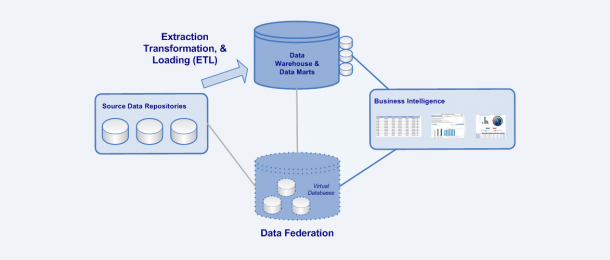 Extraction
Transformation, &
Loading (ETL)
Data
Warehouse &
Data Marts
Source Data Repositories
Business Intelligence
Virtual
Databases
Data Federation